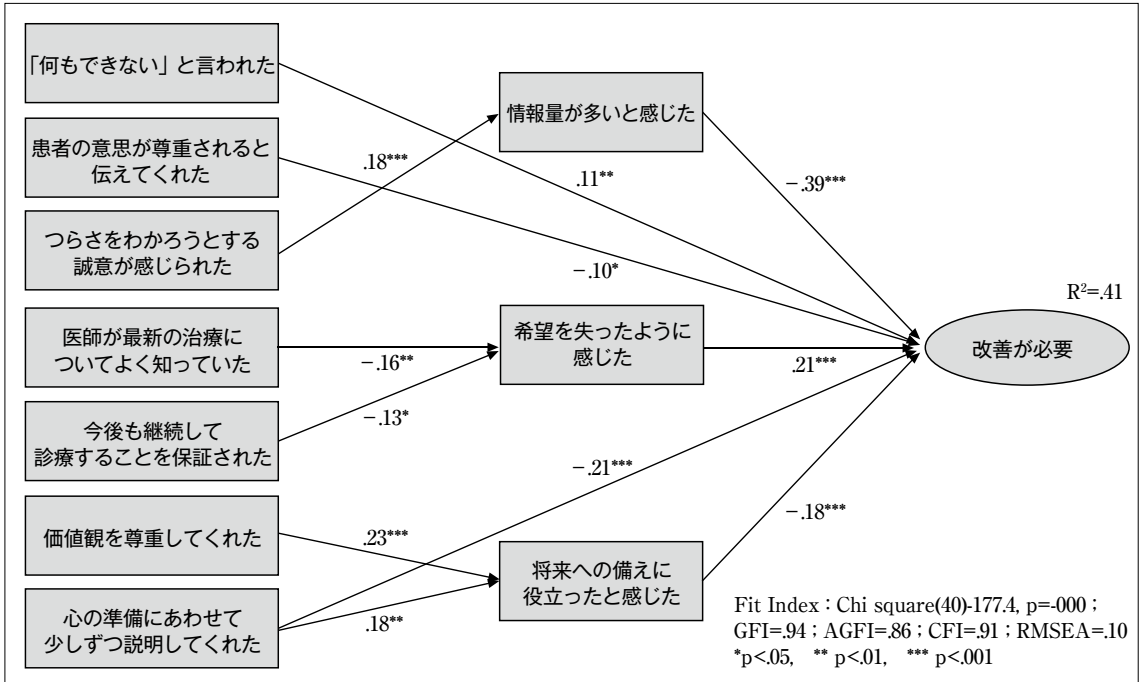 「何もできない」と言われた
患者の意思が尊重されると
伝えてくれた
つらさをわかろうとする
誠意が感じられた
医師が最新の治療に
ついてよく知っていた
今後も継続して
診療することを保証された
価値観を尊重してくれた
心の準備にあわせて
少しずつ説明してくれた
情報量が多いと感じた
希望を失ったように
感じた
将来への備えに
役立ったと感じた
.18***
.11**
−.39***
−.10*
−.16**
−.13*
.21***
−.21***
.23***
.18**
−.18***
R²=.41
改善が必要
Fit Index:Chi square(40)-177.4, p=-000;
GFI=.94;AGFI=.86;CFI=.91;RMSEA=.10
*p<.05, ** p<.01, *** p<.001